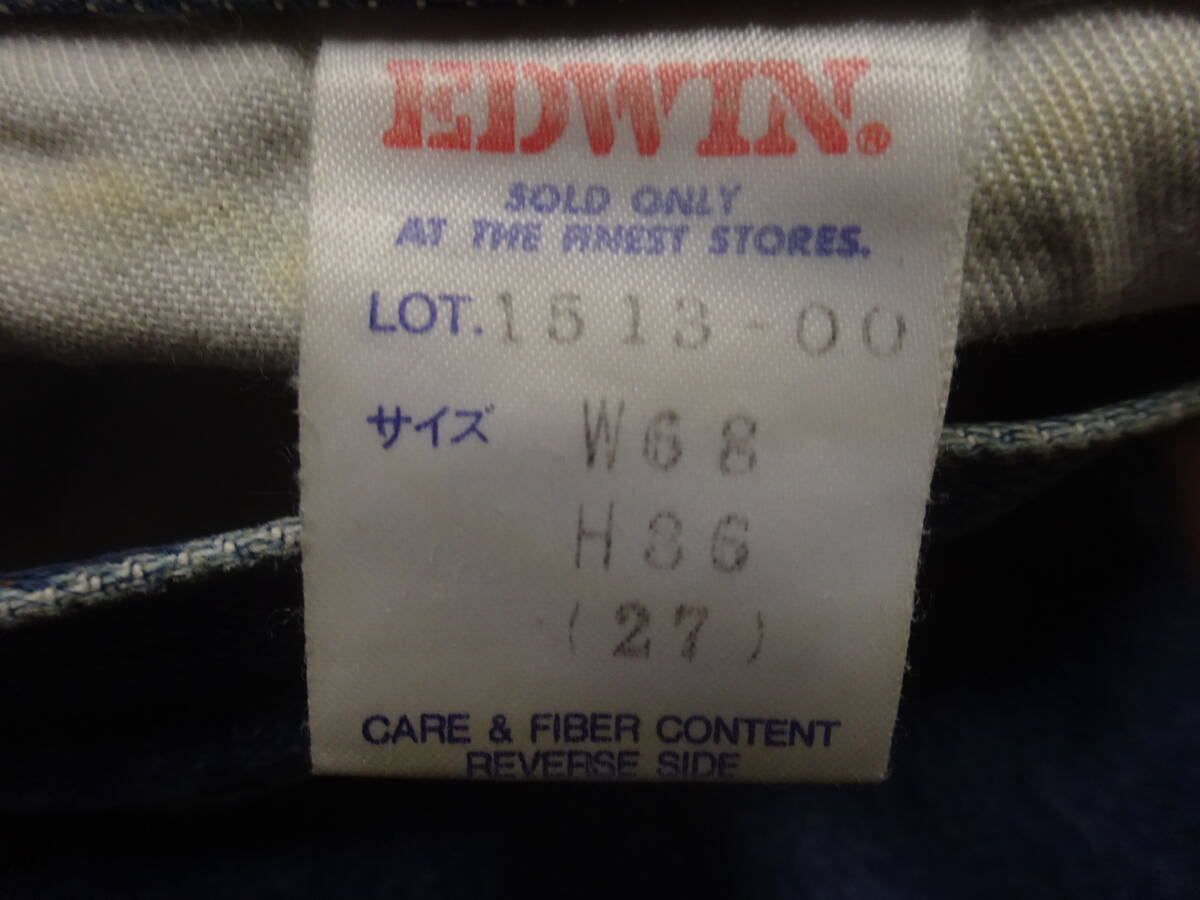 EDWIN.®
SOLD ONLY
AT THE FINEST STORES.
LOT. 1513-00
サイズ W68
H86
(27)
CARE & FIBER CONTENT
REVERSE SIDE